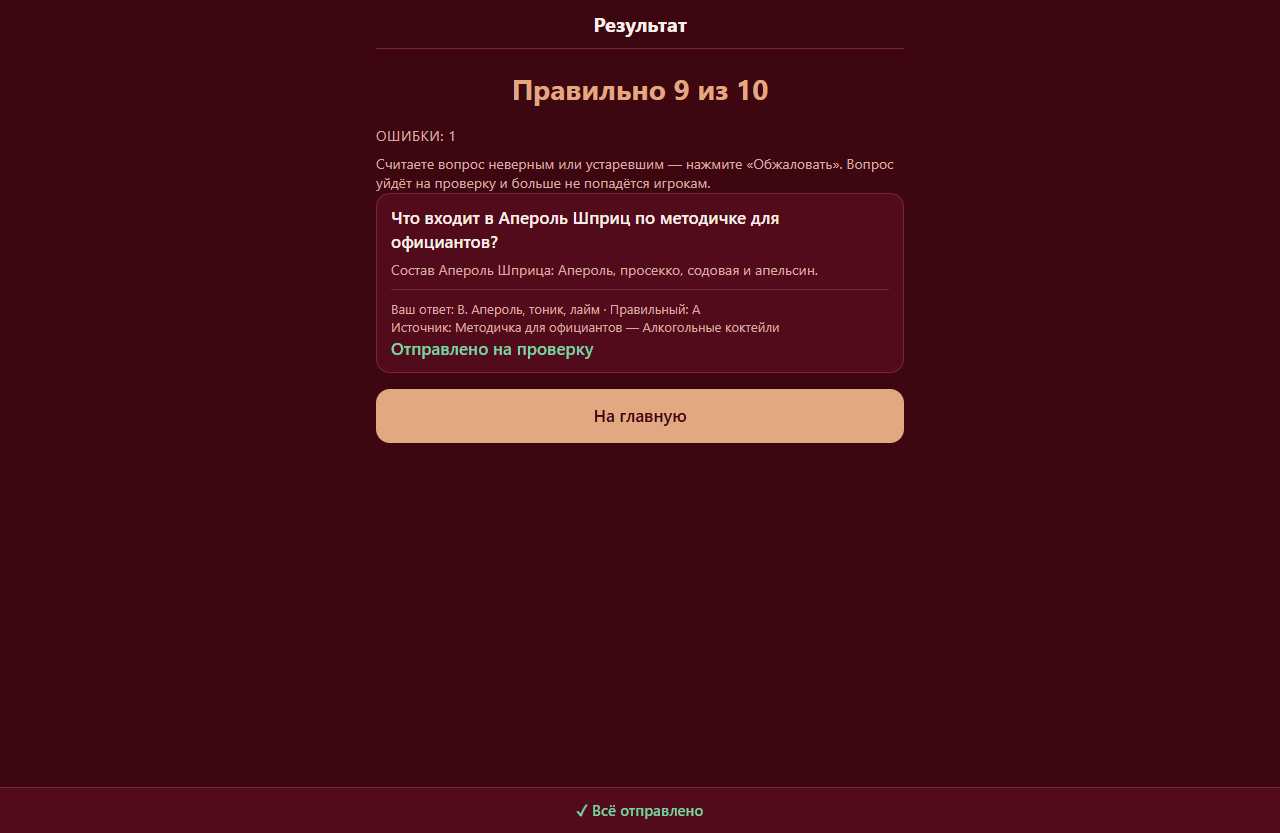 Результат
Правильно 9 из 10
ОШИБКИ: 1
Считаете вопрос неверным или устаревшим — нажмите «Обжаловать». Вопрос
уйдёт на проверку и больше не попадётся игрокам.
Что входит в Апероль Шприц по методичке для
официантов?
Состав Апероль Шприца: Апероль, просекко, содовая и апельсин.
Ваш ответ: B. Апероль, тоник, лайм · Правильный: A
Источник: Методичка для официантов — Алкогольные коктейли
Отправлено на проверку
На главную
✓ Всё отправлено